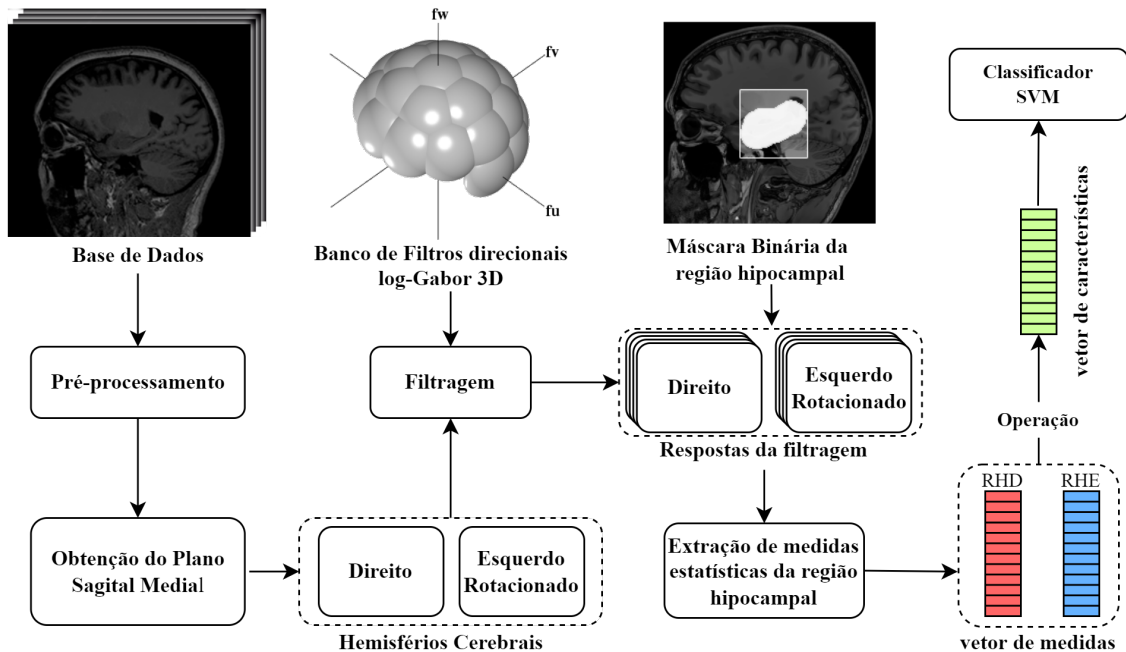 Base de Dados
Pré-processamento
Obtenção do Plano
Sagital Medial
fw
fv
fu
Banco de Filtros direcionais
log-Gabor 3D
Filtragem
Direito
Esquerdo
Rotacionado
Hemisférios Cerebrais
Máscara Binária da
região hipocampal
Direito
Esquerdo
Rotacionado
Respostas da filtragem
Extração de medidas
estatísticas da região
hipocampal
RHD
RHE
vetor de medidas
Operação
vetor de características
Classificador
SVM